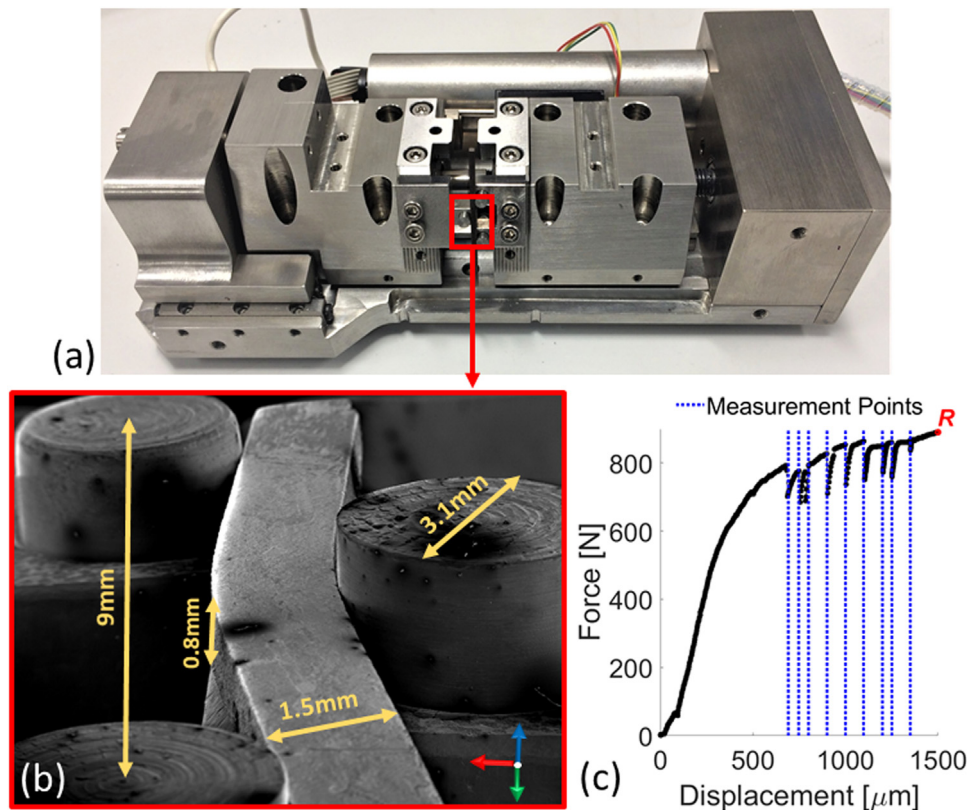 (a)
9mm
0.8mm
1.5mm
3.1mm
(b)
Measurement Points
R
Force [N]
800
600
400
200
0
0
500
1000
1500
Displacement [μm]
(c)